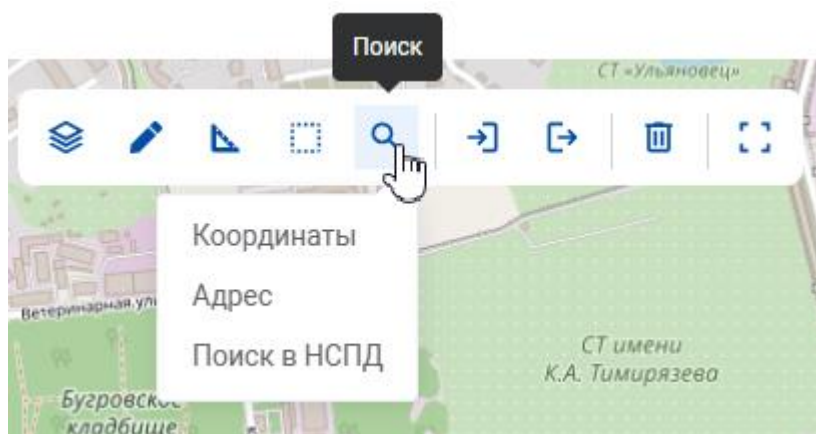 Поиск
СТ «Ульяновец»
Координаты
Адрес
Поиск в НСПД
Ветеринарная ул
СТ имени
К.А. Тимирязева
Бугровское
кладбище